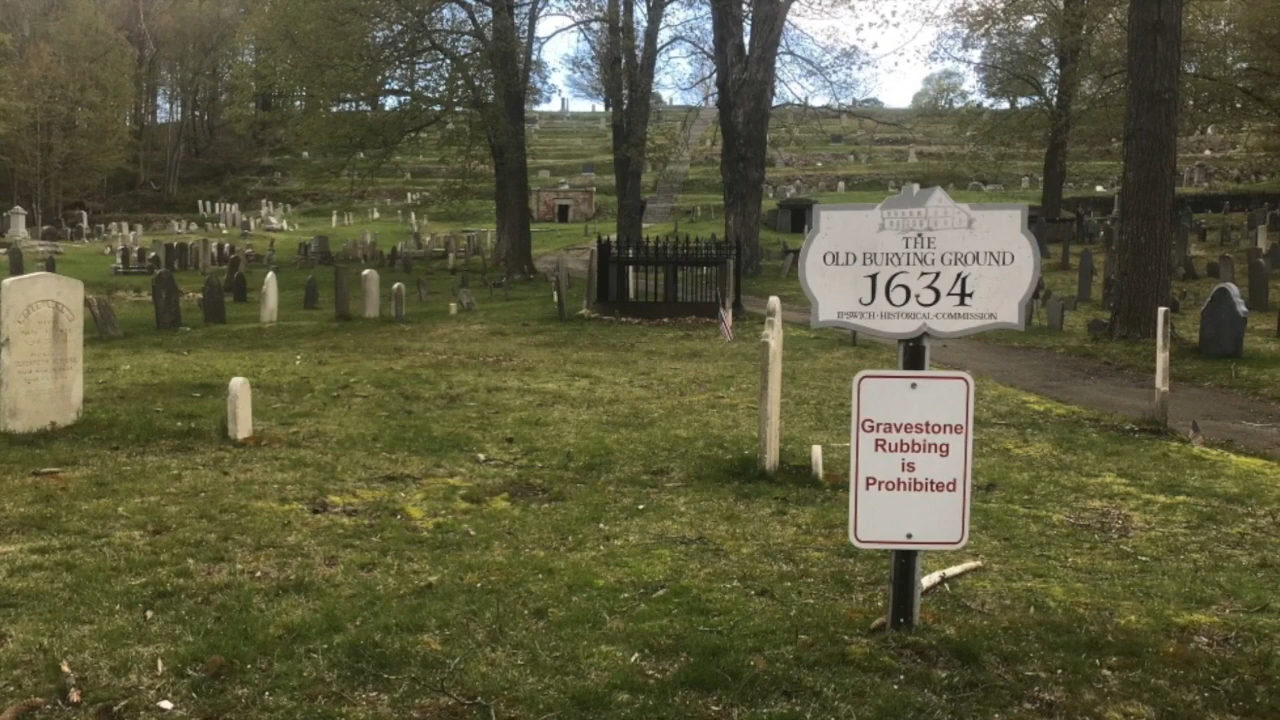 THE
OLD BURYING GROUND
1634
IPSWICH·HISTORICAL·COMMISSION
Gravestone
Rubbing
is
Prohibited